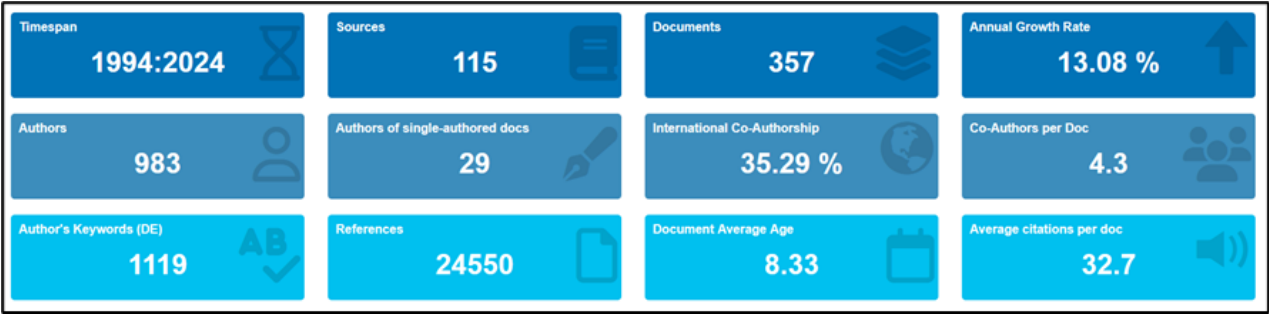 Timespan
1994:2024
Sources
115
Documents
357
Annual Growth Rate
13.08 %
Authors
983
Authors of single-authored docs
29
International Co-Authorship
35.29 %
Co-Authors per Doc
4.3
Author's Keywords (DE)
AB
1119
References
24550
Document Average Age
8.33
Average citations per doc
32.7